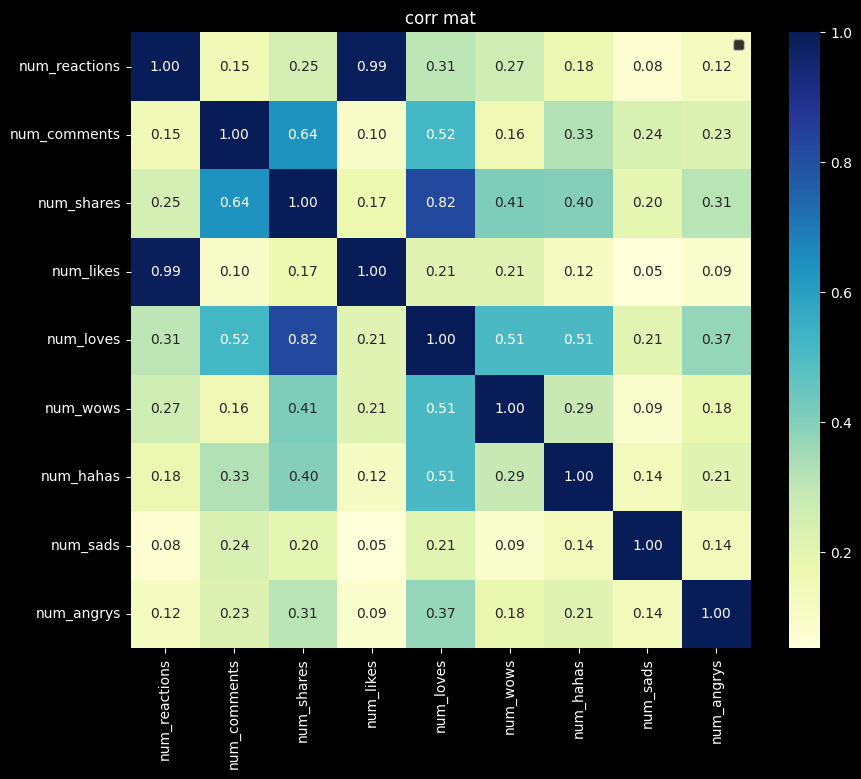 corr mat
num_reactions 1.00 0.15 0.25 0.99 0.31 0.27 0.18 0.08 0.12
num_comments 0.15 1.00 0.64 0.10 0.52 0.16 0.33 0.24 0.23
num_shares 0.25 0.64 1.00 0.17 0.82 0.41 0.40 0.20 0.31
num_likes 0.99 0.10 0.17 1.00 0.21 0.21 0.12 0.05 0.09
num_loves 0.31 0.52 0.82 0.21 1.00 0.51 0.51 0.21 0.37
num_wows 0.27 0.16 0.41 0.21 0.51 1.00 0.29 0.09 0.18
num_hahas 0.18 0.33 0.40 0.12 0.51 0.29 1.00 0.14 0.21
num_sads 0.08 0.24 0.20 0.05 0.21 0.09 0.14 1.00 0.14
num_angrys 0.12 0.23 0.31 0.09 0.37 0.18 0.21 0.14 1.00
num_reactions num_comments num_shares num_likes num_loves num_wows num_hahas num_sads num_angrys
1.0
0.8
0.6
0.4
0.2